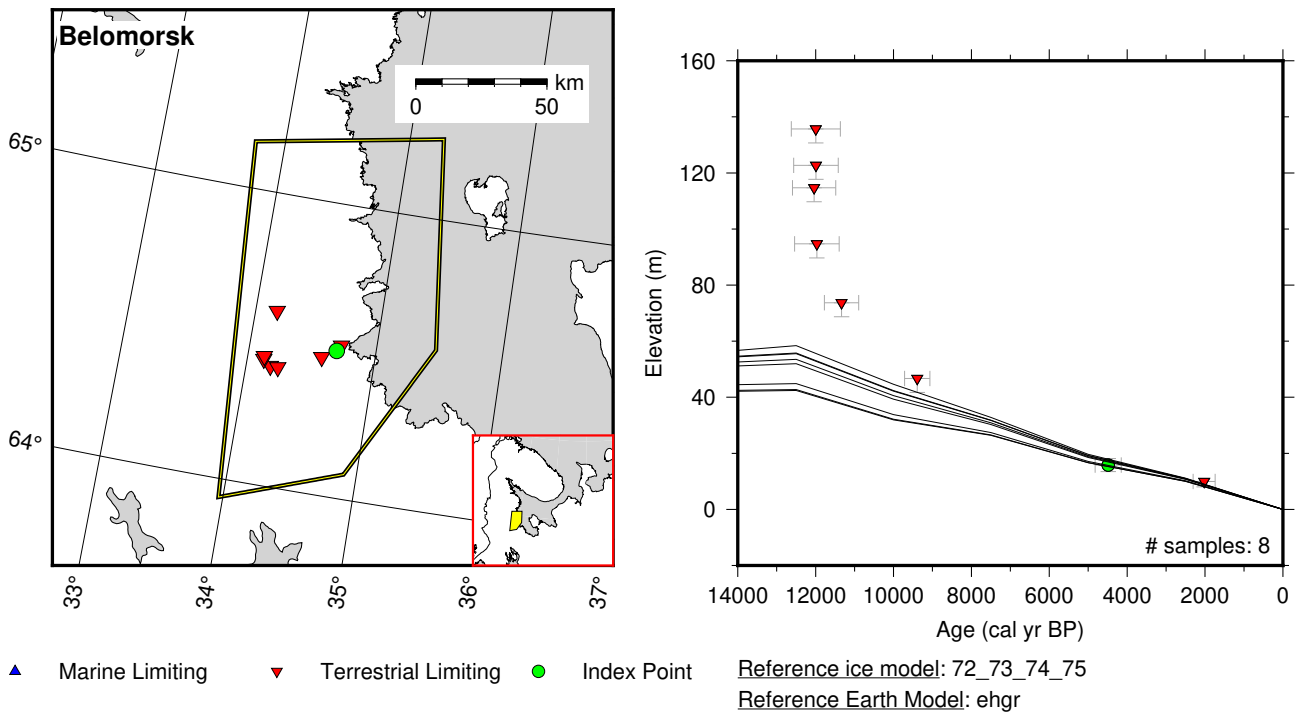 Belomorsk
km
0 50
65°
64°
33° 34° 35° 36° 37°
160
120
80
40
0
Elevation (m)
# samples: 8
14000 12000 10000 8000 6000 4000 2000 0
Age (cal yr BP)
Marine Limiting Terrestrial Limiting Index Point
Reference ice model: 72_73_74_75
Reference Earth Model: ehgr